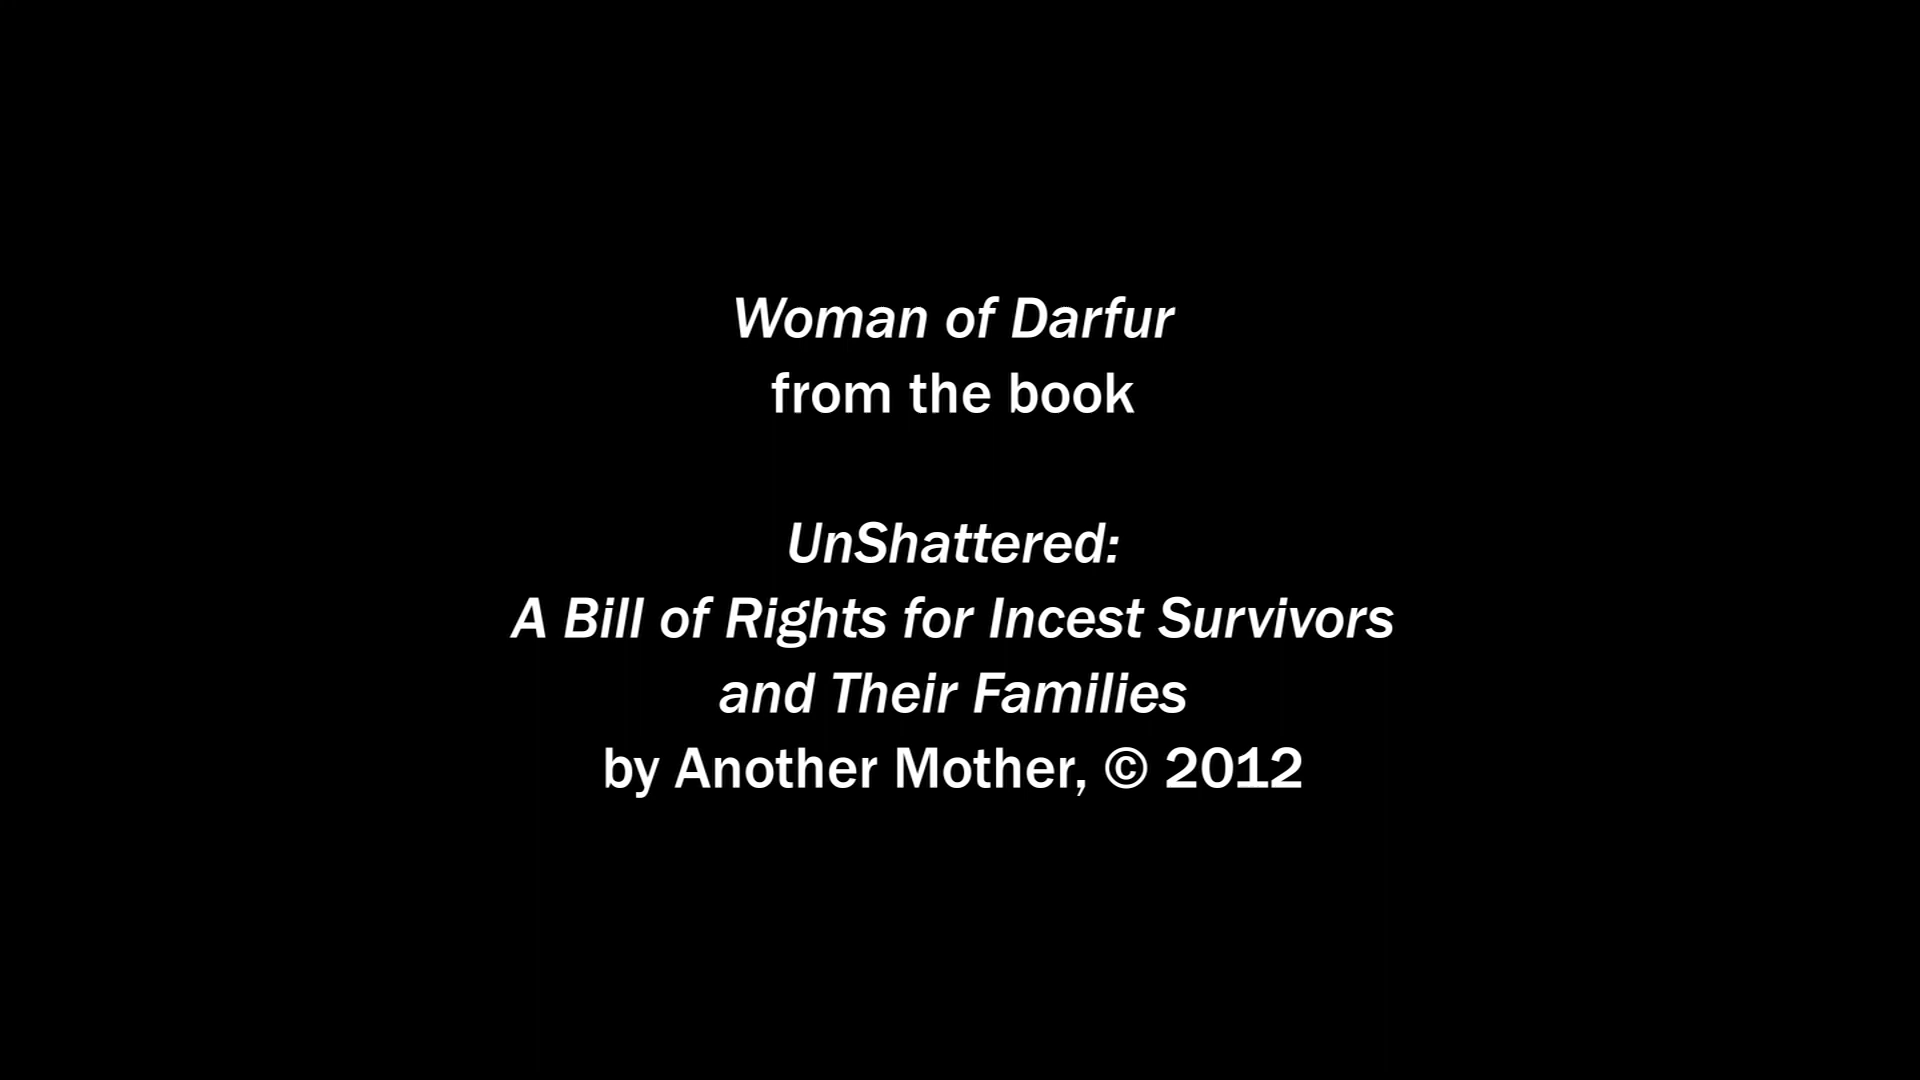 Woman of Darfur
from the book
UnShattered:
A Bill of Rights for Incest Survivors
and Their Families
by Another Mother, © 2012